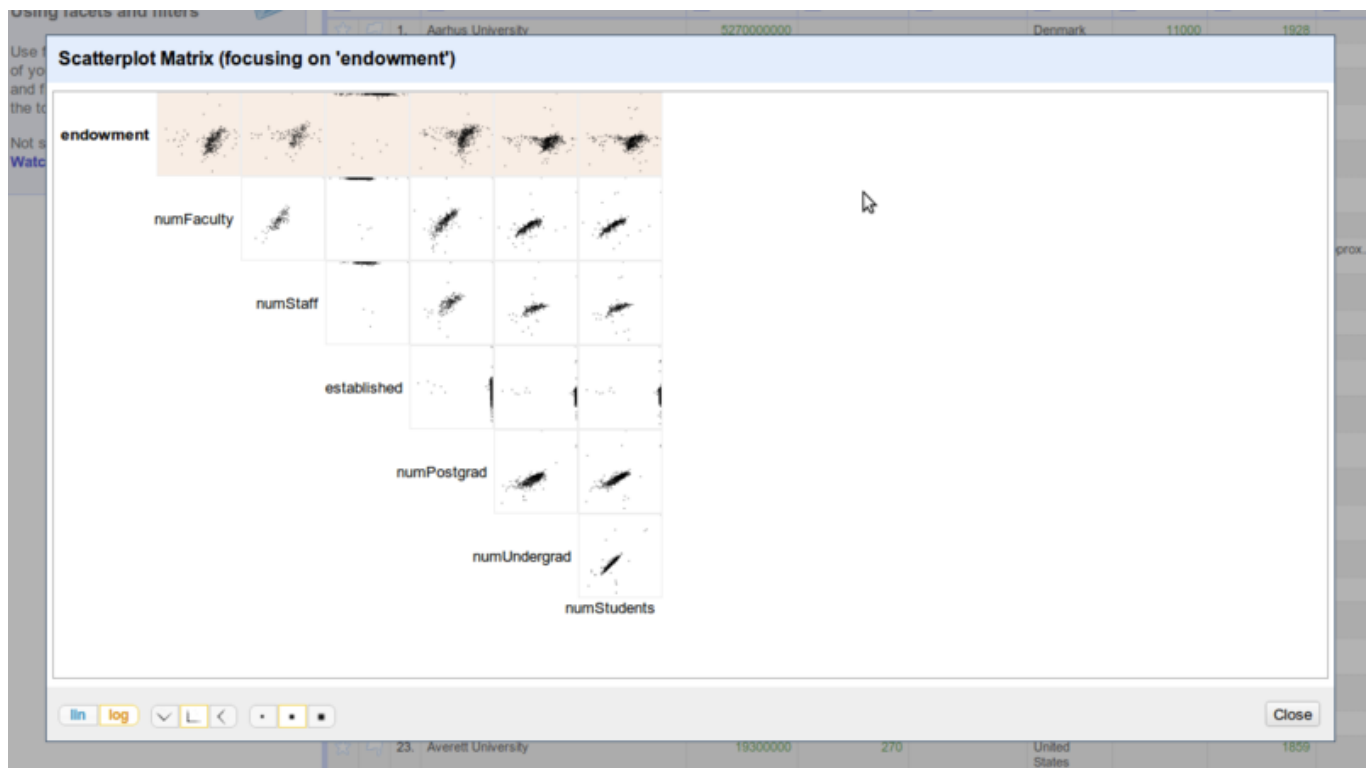 Using facets and filters
1. Aarhus University 5270000000 Denmark 11000 1928
Use f
of yo
and f
the to
Not s
Watc
Scatterplot Matrix (focusing on 'endowment')
endowment
numFaculty
numStaff
established
numPostgrad
numUndergrad
numStudents
prox.
lin log
Close
23. Averett University 19300000 270 United 1859
States